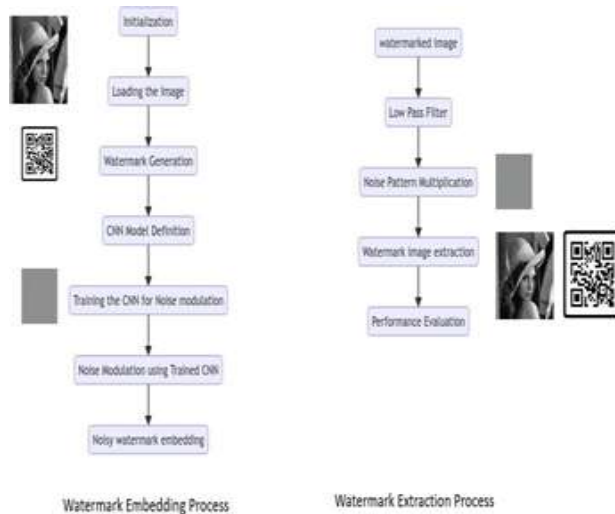 Initialization
Loading the Image
Watermark Generation
CNN Model Definition
Training the CNN for Noise modulation
Noise Modulation using Trained CNN
Noisy watermark embedding
Watermark Embedding Process
watermarked Image
Low Pass Filter
Noise Pattern Multiplication
Watermark Image extraction
Performance Evaluation
Watermark Extraction Process